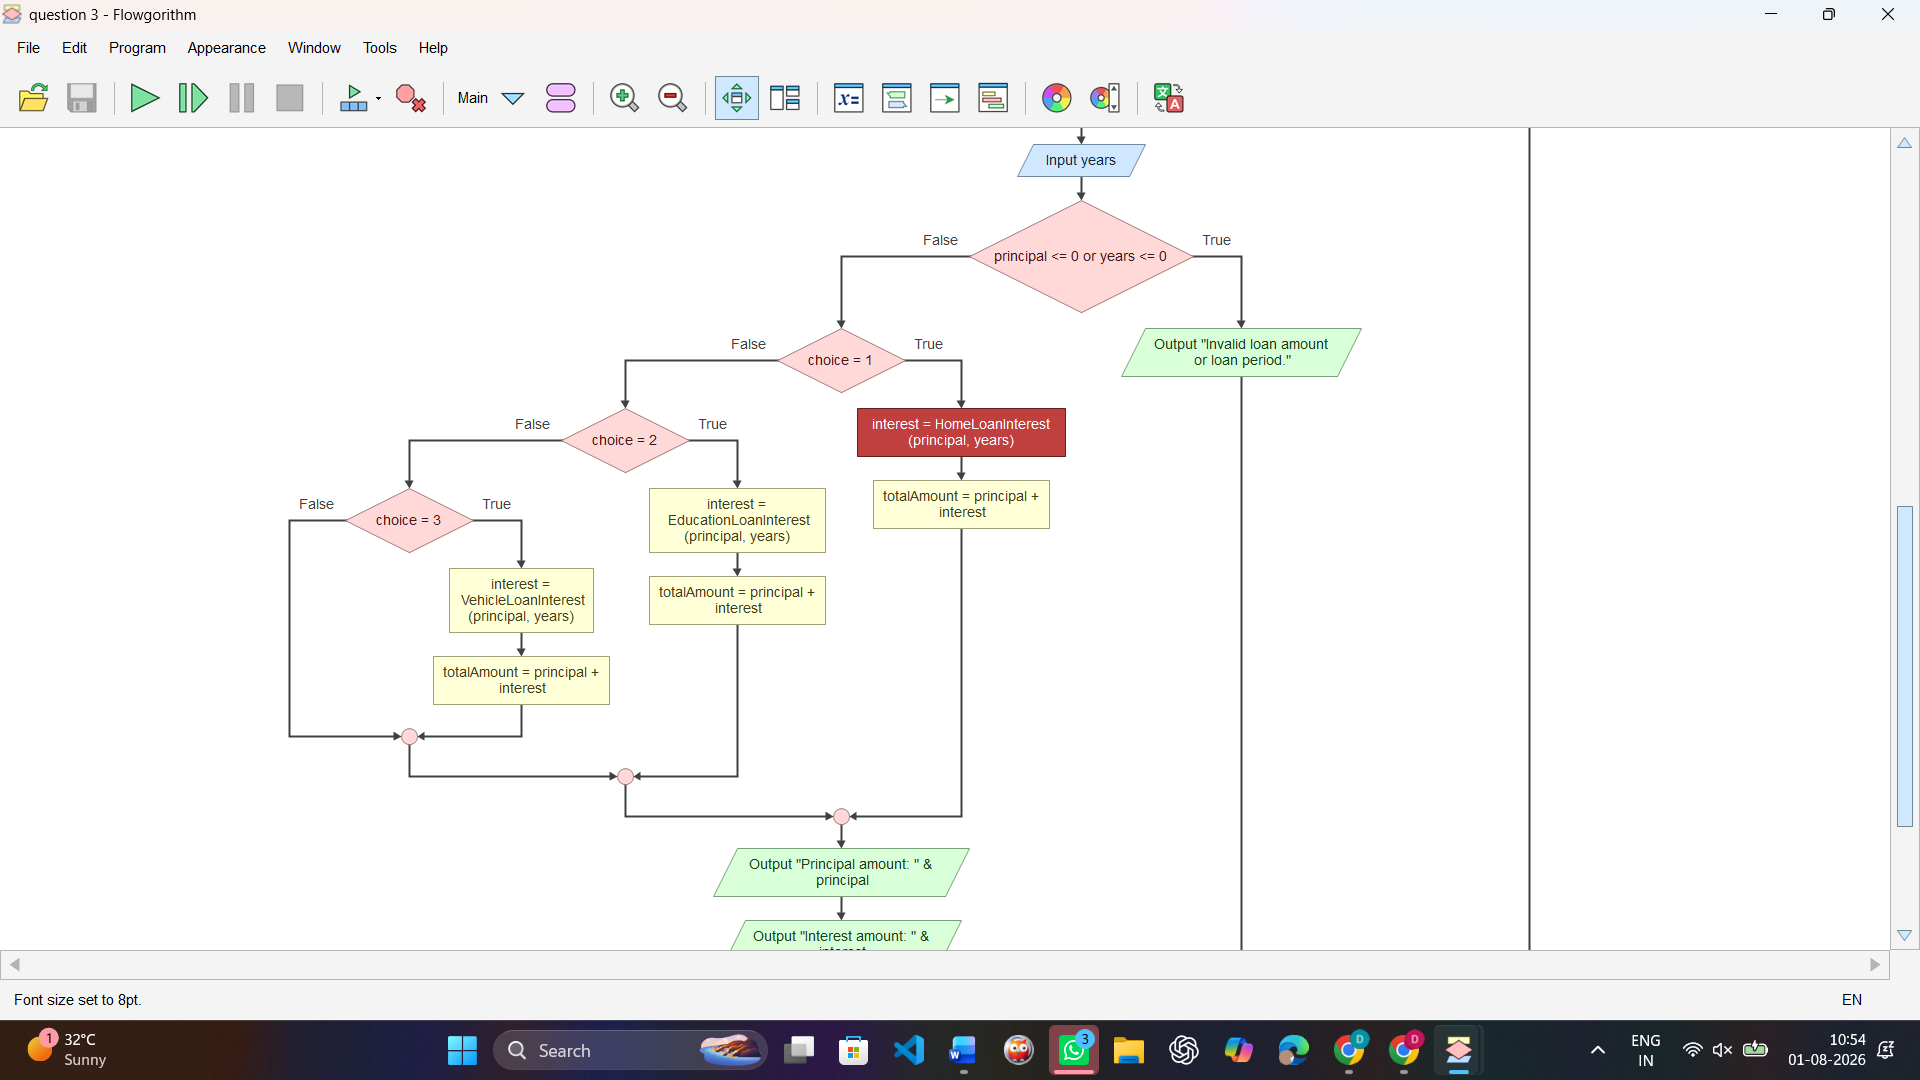 question 3 - Flowgorithm
File Edit Program Appearance Window Tools Help
Main
Input years
False
True
principal <= 0 or years <= 0
False
True
choice = 1
Output "Invalid loan amount
or loan period."
False
True
choice = 2
interest = HomeLoanInterest
(principal, years)
False
True
choice = 3
interest =
EducationLoanInterest
(principal, years)
totalAmount = principal +
interest
interest =
VehicleLoanInterest
(principal, years)
totalAmount = principal +
interest
totalAmount = principal +
interest
Output "Principal amount: " &
principal
Output "Interest amount: " &
Font size set to 8pt.
EN
1
32°C
Sunny
Search
3
D
D
ENG
IN
10:54
01-08-2026